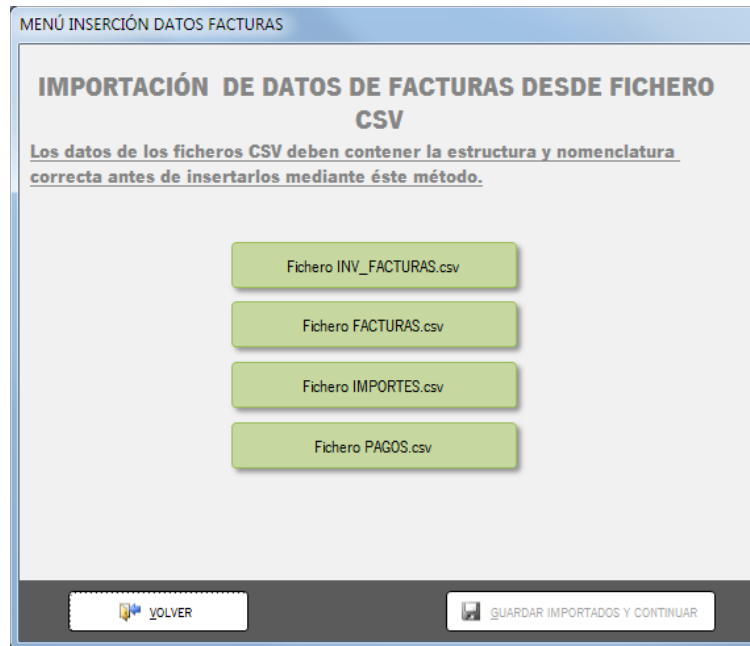 MENÚ INSERCIÓN DATOS FACTURAS
IMPORTACIÓN DE DATOS DE FACTURAS DESDE FICHERO
CSV
Los datos de los ficheros CSV deben contener la estructura y nomenclatura
correcta antes de insertarlos mediante éste método.
Fichero INV_FACTURAS.csv
Fichero FACTURAS.csv
Fichero IMPORTES.csv
Fichero PAGOS.csv
VOLVER
GUARDAR IMPORTADOS Y CONTINUAR